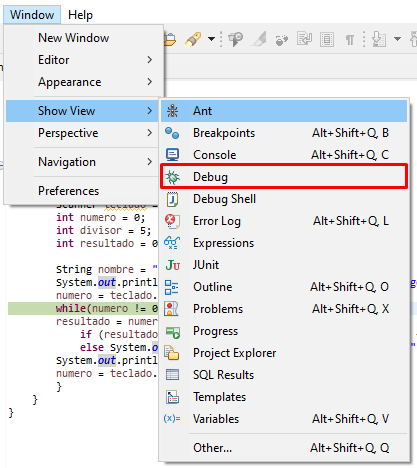 Window Help
New Window
Editor
Appearance
Show View
Perspective
Navigation
Preferences
Ant
Breakpoints Alt+Shift+Q, B
Console Alt+Shift+Q, C
Debug
Debug Shell
Error Log Alt+Shift+Q, L
Expressions
JUnit
Outline Alt+Shift+Q, O
Problems Alt+Shift+Q, X
Progress
Project Explorer
SQL Results
Templates
Variables Alt+Shift+Q, V
Other... Alt+Shift+Q, Q
Scanner teclado
int numero = 0;
int divisor = 5;
int resultado = 0
String nombre = "
System.out.println
numero = teclado.
while(numero != 0
resultado = numer
if (resultad
else System.o
System.out.println
numero = teclado.
}
}
}